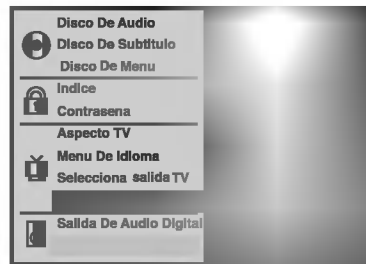 Disco De Audio
Disco De Subtitulo
Disco De Menu
Indice
Contrasena
Aspecto TV
Menu De Idioma
Selecciona salida TV
Salida De Audio Digital